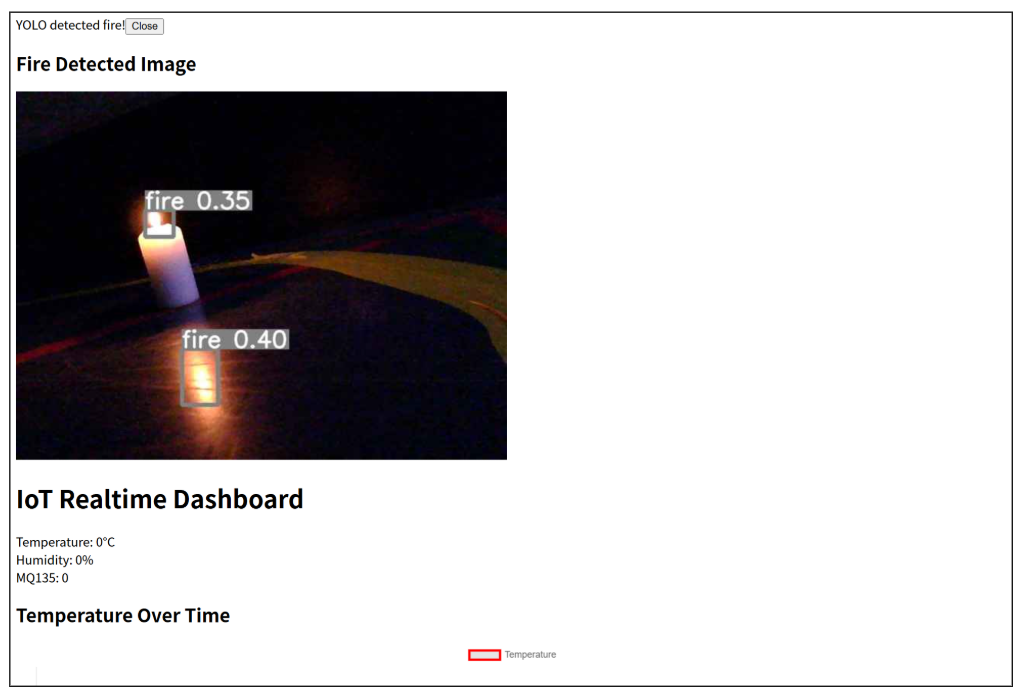 YOLO detected fire! Close
Fire Detected Image
fire 0.35
fire 0.40
IoT Realtime Dashboard
Temperature: 0°C
Humidity: 0%
MQ135: 0
Temperature Over Time
Temperature